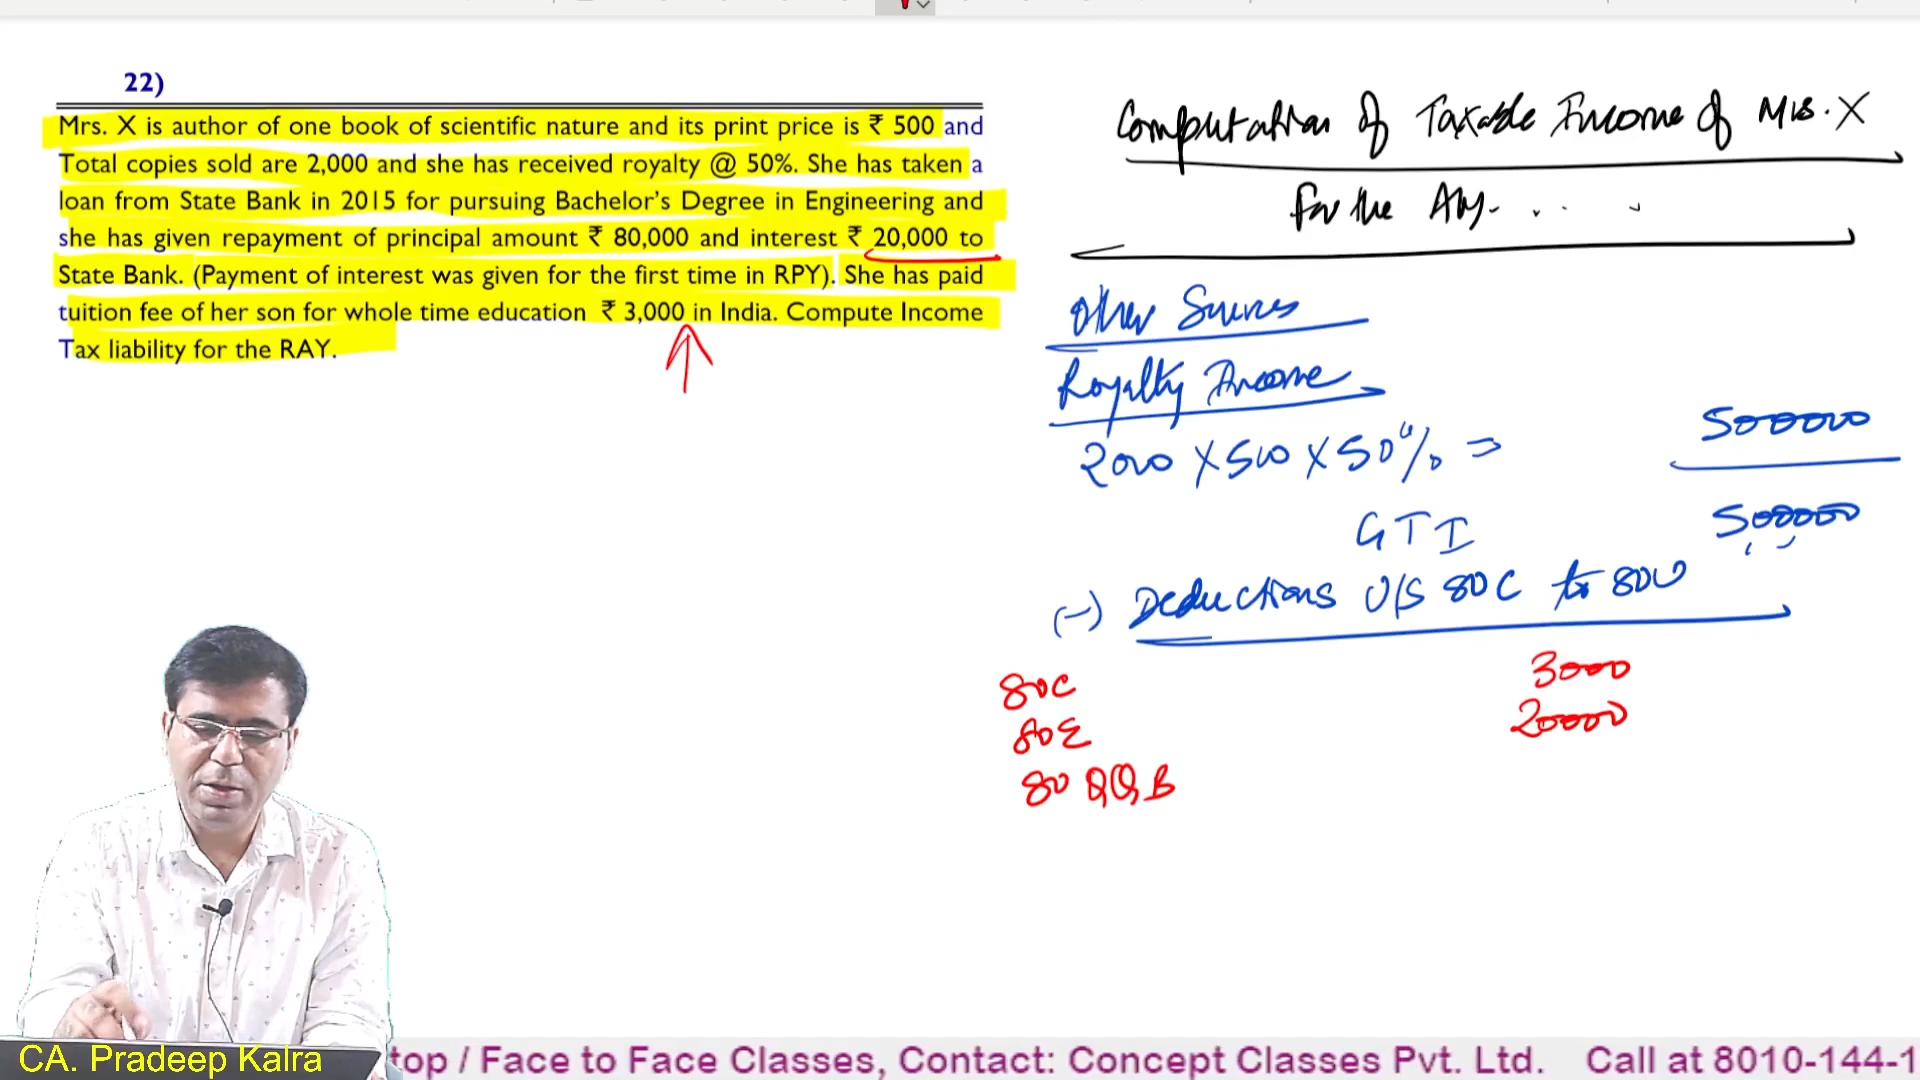 22)
Mrs. X is author of one book of scientific nature and its print price is ₹ 500 and
Total copies sold are 2,000 and she has received royalty @ 50%. She has taken a
loan from State Bank in 2015 for pursuing Bachelor's Degree in Engineering and
she has given repayment of principal amount ₹ 80,000 and interest ₹ 20,000 to
State Bank. (Payment of interest was given for the first time in RPY). She has paid
tuition fee of her son for whole time education ₹ 3,000 in India. Compute Income
Tax liability for the RAY.
Computation of Taxable Income of Mrs. X
for the A.y. . . . .
Other Sources
Royalty Income
2000 X 500 X 50% = 500000
GTI 500000
(-) Deductions U/S 80C to 80U
80C 3000
80E 20000
80 QQB
CA. Pradeep Kalra
top / Face to Face Classes, Contact: Concept Classes Pvt. Ltd. Call at 8010-144-1